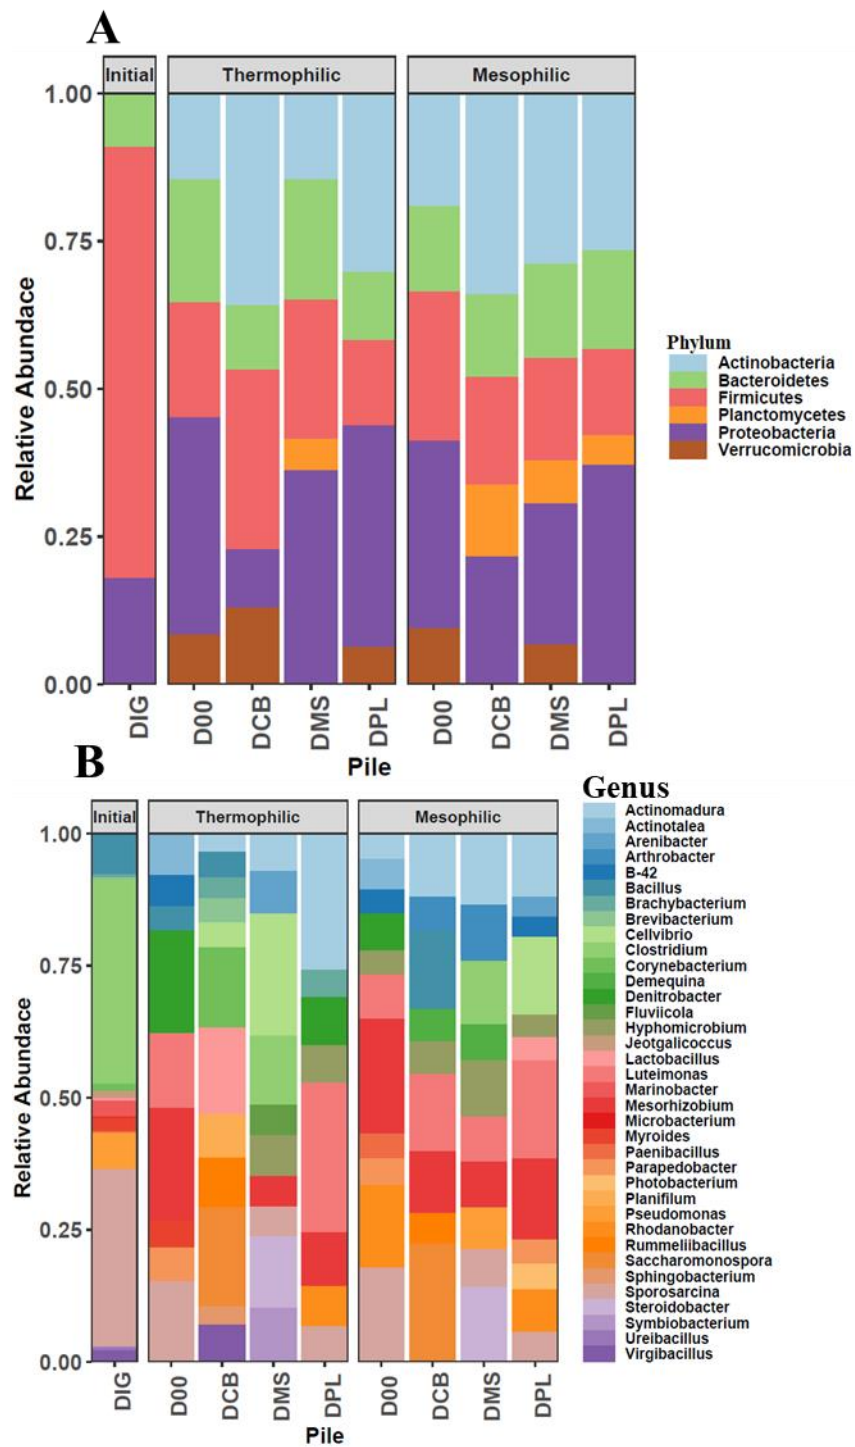 A
Initial Thermophilic Mesophilic
1.00
0.75
0.50
0.25
0.00
Relative Abundace
DIG D00 DCB DMS DPL D00 DCB DMS DPL
Pile
Phylum
Actinobacteria
Bacteroidetes
Firmicutes
Planctomycetes
Proteobacteria
Verrucomicrobia
B
Initial Thermophilic Mesophilic
1.00
0.75
0.50
0.25
0.00
Relative Abundace
DIG D00 DCB DMS DPL D00 DCB DMS DPL
Pile
Genus
Actinomadura
Actinotalea
Arenibacter
Arthrobacter
B-42
Bacillus
Brachybacterium
Brevibacterium
Cellvibrio
Clostridium
Corynebacterium
Demequina
Denitrobacter
Fluviicola
Hyphomicrobium
Jeotgalicoccus
Lactobacillus
Luteimonas
Marinobacter
Mesorhizobium
Microbacterium
Myroides
Paenibacillus
Parapedobacter
Photobacterium
Planifilum
Pseudomonas
Rhodanobacter
Rummeliibacillus
Saccharomonospora
Sphingobacterium
Sporosarcina
Steroidobacter
Symbiobacterium
Ureibacillus
Virgibacillus